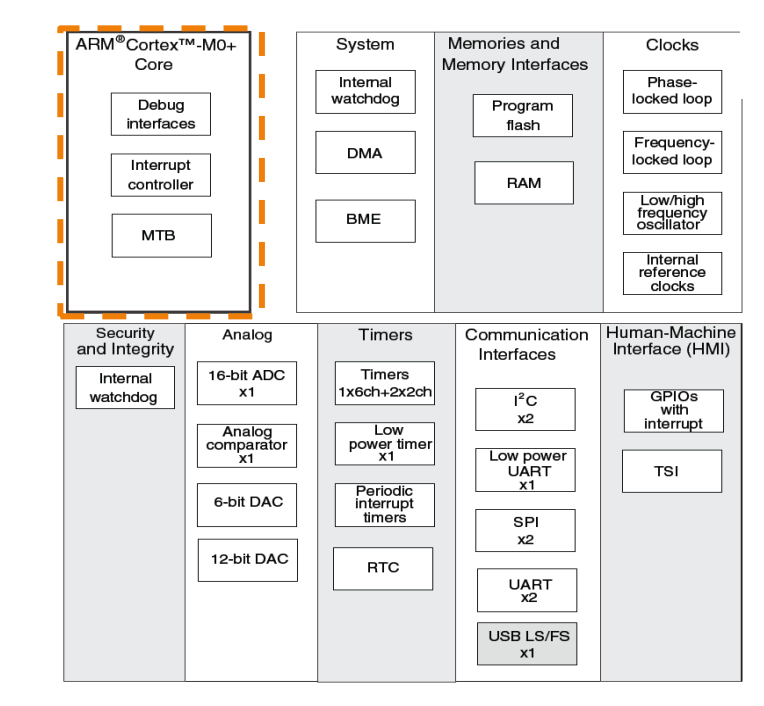 ARM®Cortex™-M0+
Core
Debug
interfaces
Interrupt
controller
MTB
System
Internal
watchdog
DMA
BME
Memories and
Memory Interfaces
Program
flash
RAM
Clocks
Phase-
locked loop
Frequency-
locked loop
Low/high
frequency
oscillator
Internal
reference
clocks
Security
and Integrity
Internal
watchdog
Analog
16-bit ADC
x1
Analog
comparator
x1
6-bit DAC
12-bit DAC
Timers
Timers
1x6ch+2x2ch
Low
power timer
x1
Periodic
interrupt
timers
RTC
Communication
Interfaces
I²C
x2
Low power
UART
x1
SPI
x2
UART
x2
USB LS/FS
x1
Human-Machine
Interface (HMI)
GPIOs
with
interrupt
TSI